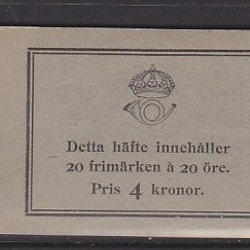 Detta häfte innehåller
20 frimärken à 20 öre.
Pris 4 kronor.